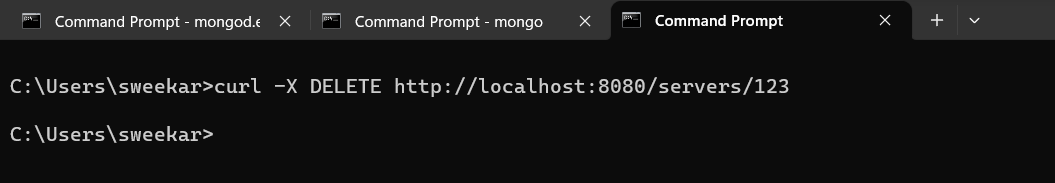 Command Prompt - mongod.e
Command Prompt - mongo
Command Prompt
C:\Users\sweekar>curl -X DELETE http://localhost:8080/servers/123
C:\Users\sweekar>